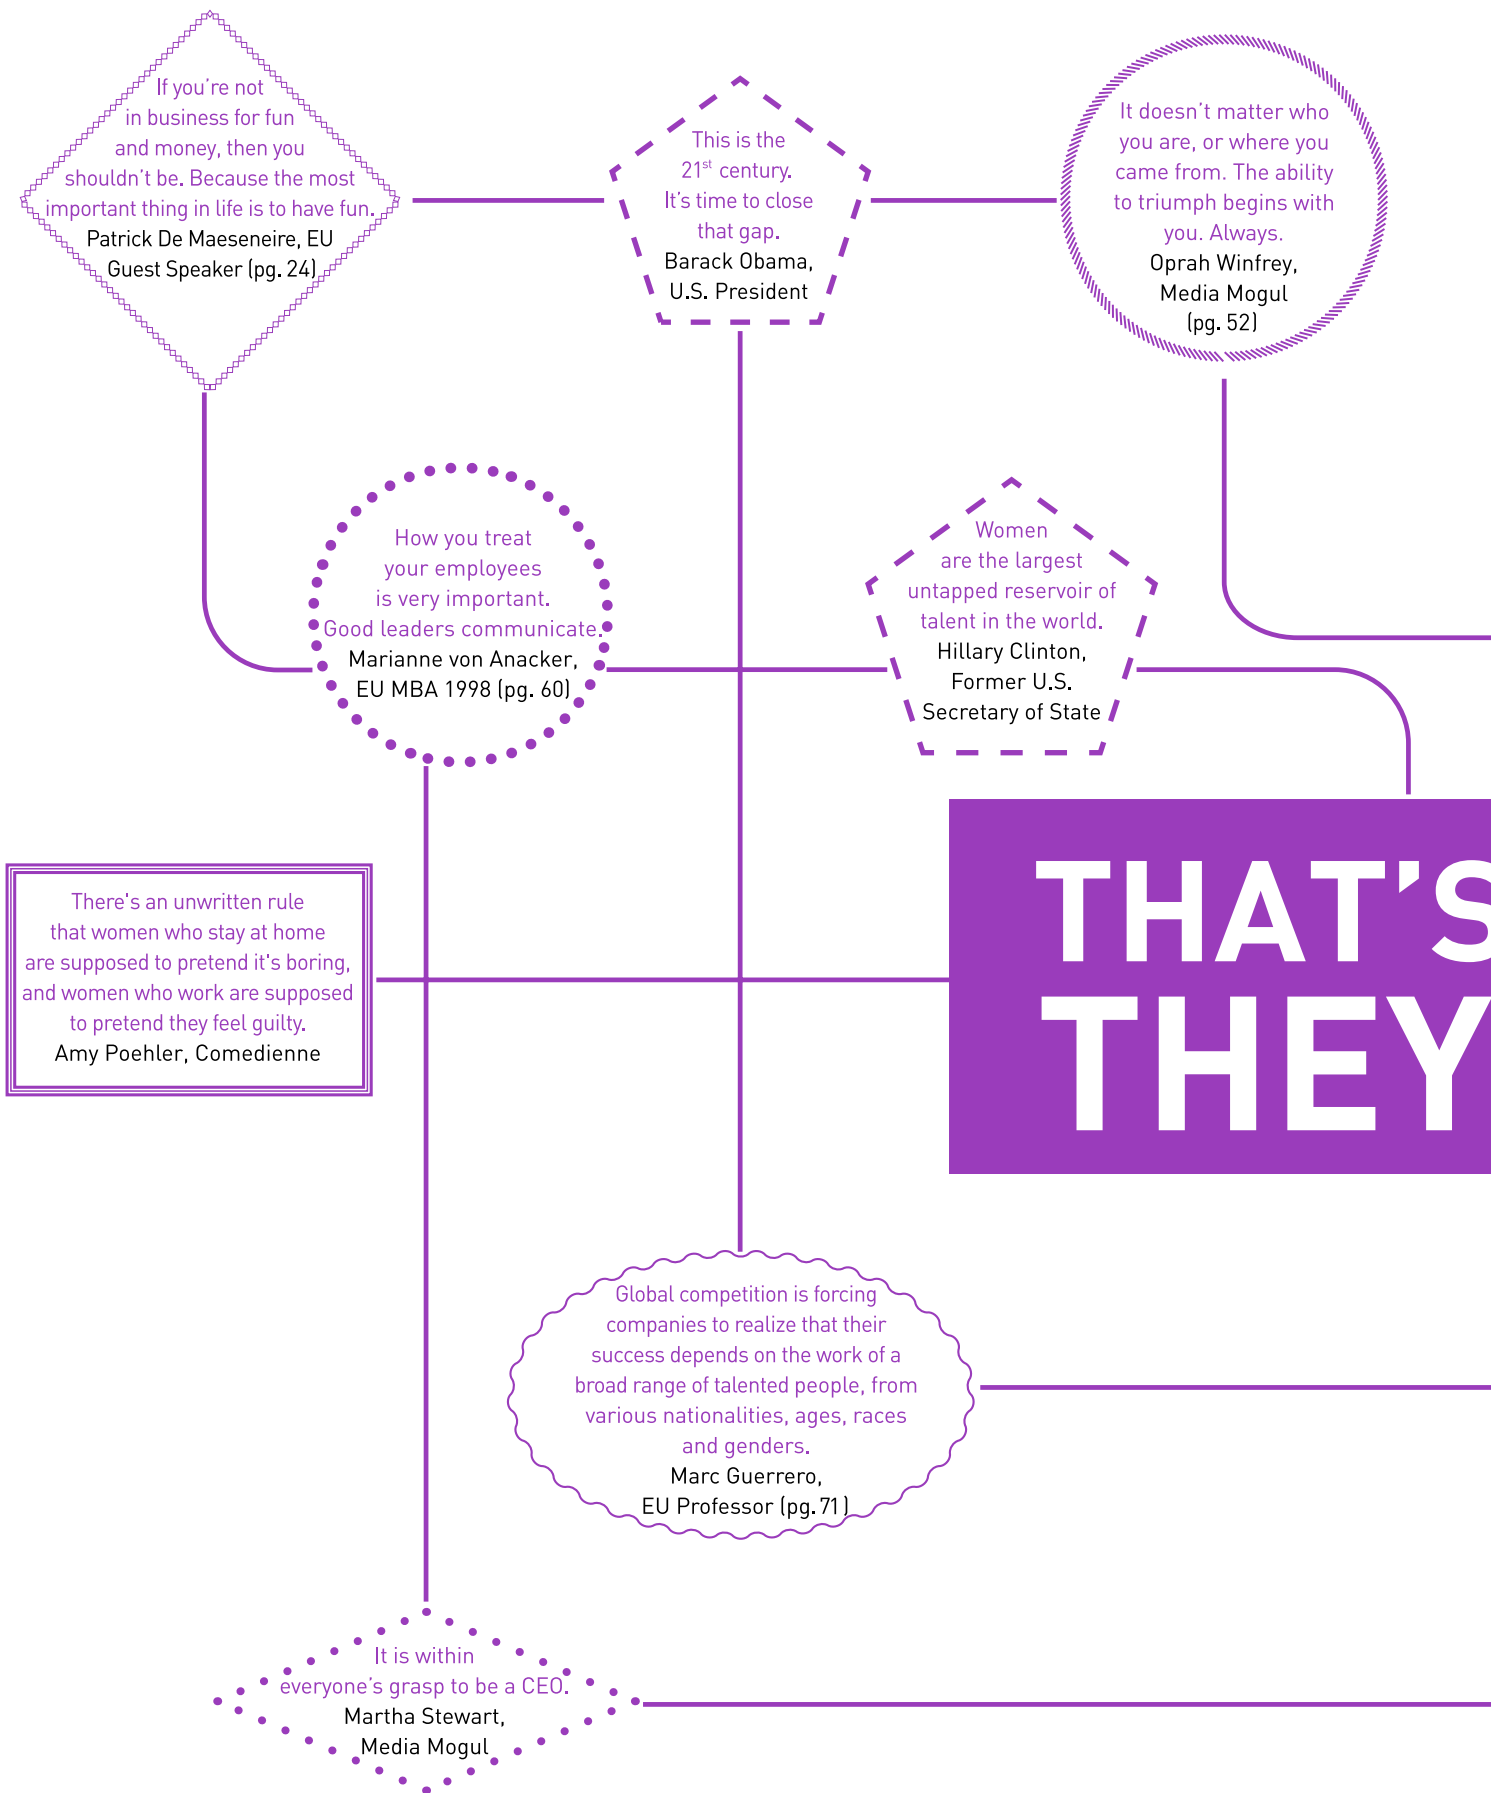 If you're not
in business for fun
and money, then you
shouldn't be. Because the most
important thing in life is to have fun.
Patrick De Maeseneire, EU
Guest Speaker (pg. 24)
This is the
21st century.
It's time to close
that gap.
Barack Obama,
U.S. President
It doesn't matter who
you are, or where you
came from. The ability
to triumph begins with
you. Always.
Oprah Winfrey,
Media Mogul
(pg. 52)
How you treat
your employees
is very important.
Good leaders communicate.
Marianne von Anacker,
EU MBA 1998 (pg. 60)
Women
are the largest
untapped reservoir of
talent in the world.
Hillary Clinton,
Former U.S.
Secretary of State
There's an unwritten rule
that women who stay at home
are supposed to pretend it's boring,
and women who work are supposed
to pretend they feel guilty.
Amy Poehler, Comedienne
THAT'S
THEY
Global competition is forcing
companies to realize that their
success depends on the work of a
broad range of talented people, from
various nationalities, ages, races
and genders.
Marc Guerrero,
EU Professor (pg. 71)
It is within
everyone's grasp to be a CEO.
Martha Stewart,
Media Mogul